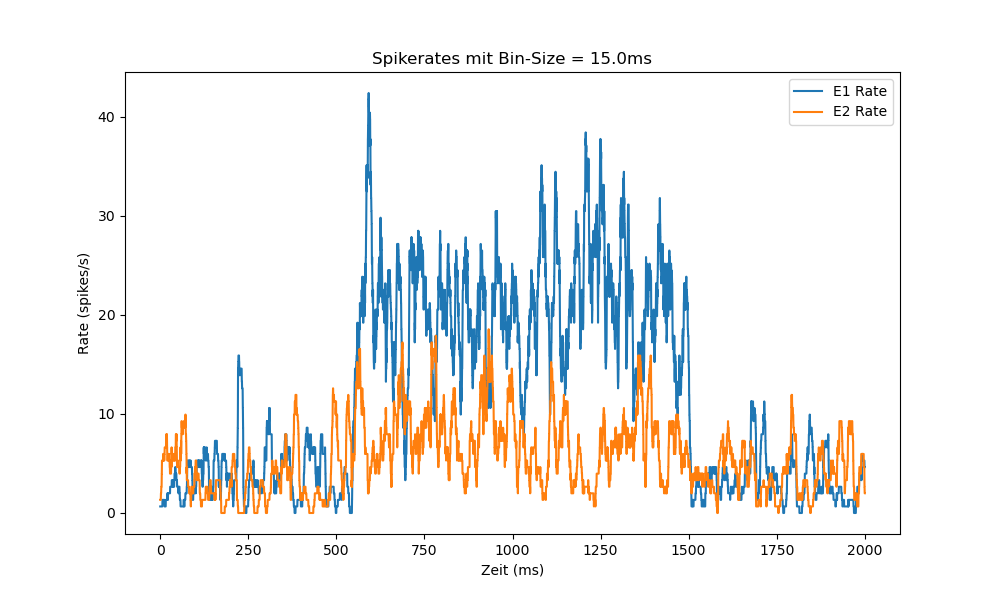 Spikerates mit Bin-Size = 15.0ms
E1 Rate
E2 Rate
40
30
20
10
0
Rate (spikes/s)
0 250 500 750 1000 1250 1500 1750 2000
Zeit (ms)